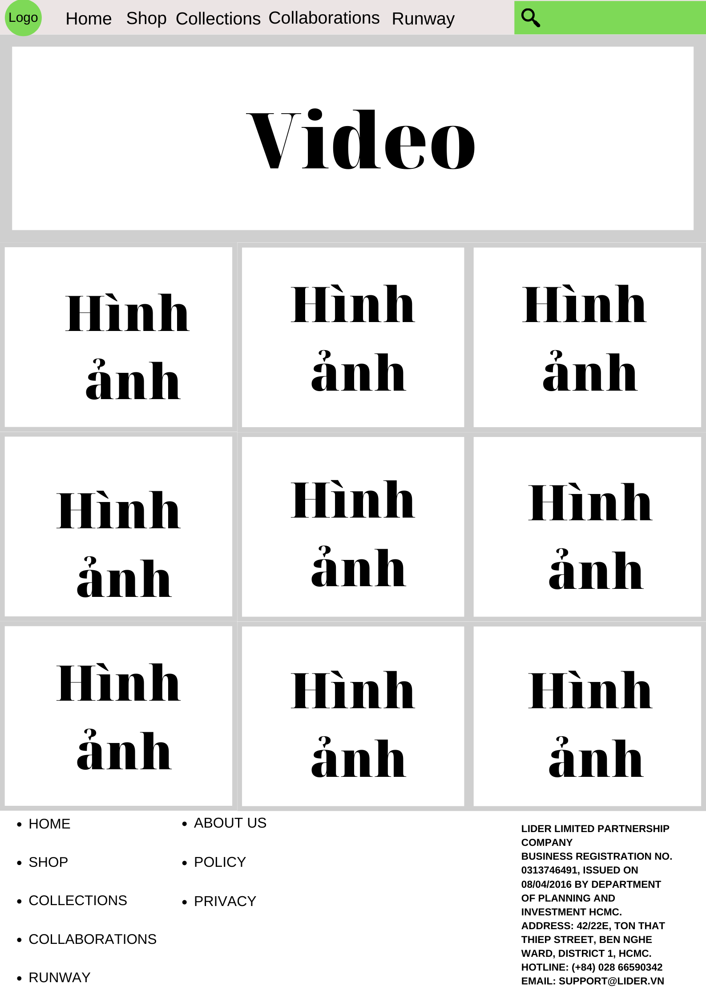 Logo
Home
Shop
Collections
Collaborations
Runway
Video
Hình
ảnh
Hình
ảnh
Hình
ảnh
Hình
ảnh
Hình
ảnh
Hình
ảnh
Hình
ảnh
Hình
ảnh
Hình
ảnh
HOME
SHOP
COLLECTIONS
COLLABORATIONS
RUNWAY
ABOUT US
POLICY
PRIVACY
LIDER LIMITED PARTNERSHIP
COMPANY
BUSINESS REGISTRATION NO.
0313746491, ISSUED ON
08/04/2016 BY DEPARTMENT
OF PLANNING AND
INVESTMENT HCMC.
ADDRESS: 42/22E, TON THAT
THIEP STREET, BEN NGHE
WARD, DISTRICT 1, HCMC.
HOTLINE: (+84) 028 66590342
EMAIL: SUPPORT@LIDER.VN